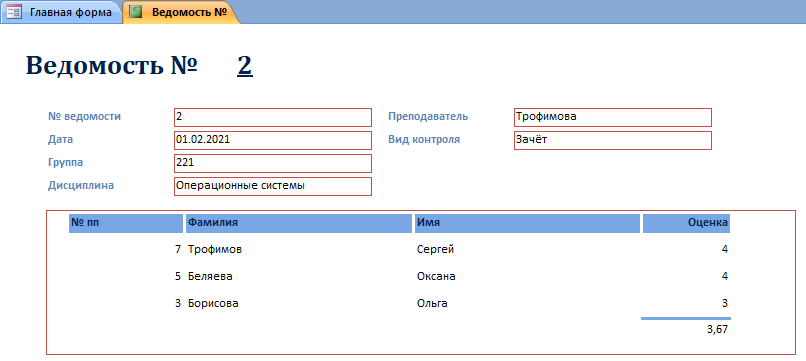 Главная форма Ведомость №
Ведомость № 2
№ ведомости 2 Преподаватель Трофимова
Дата 01.02.2021 Вид контроля Зачёт
Группа 221
Дисциплина Операционные системы
№ пп Фамилия Имя Оценка
7 Трофимов Сергей 4
5 Беляева Оксана 4
3 Борисова Ольга 3
3,67